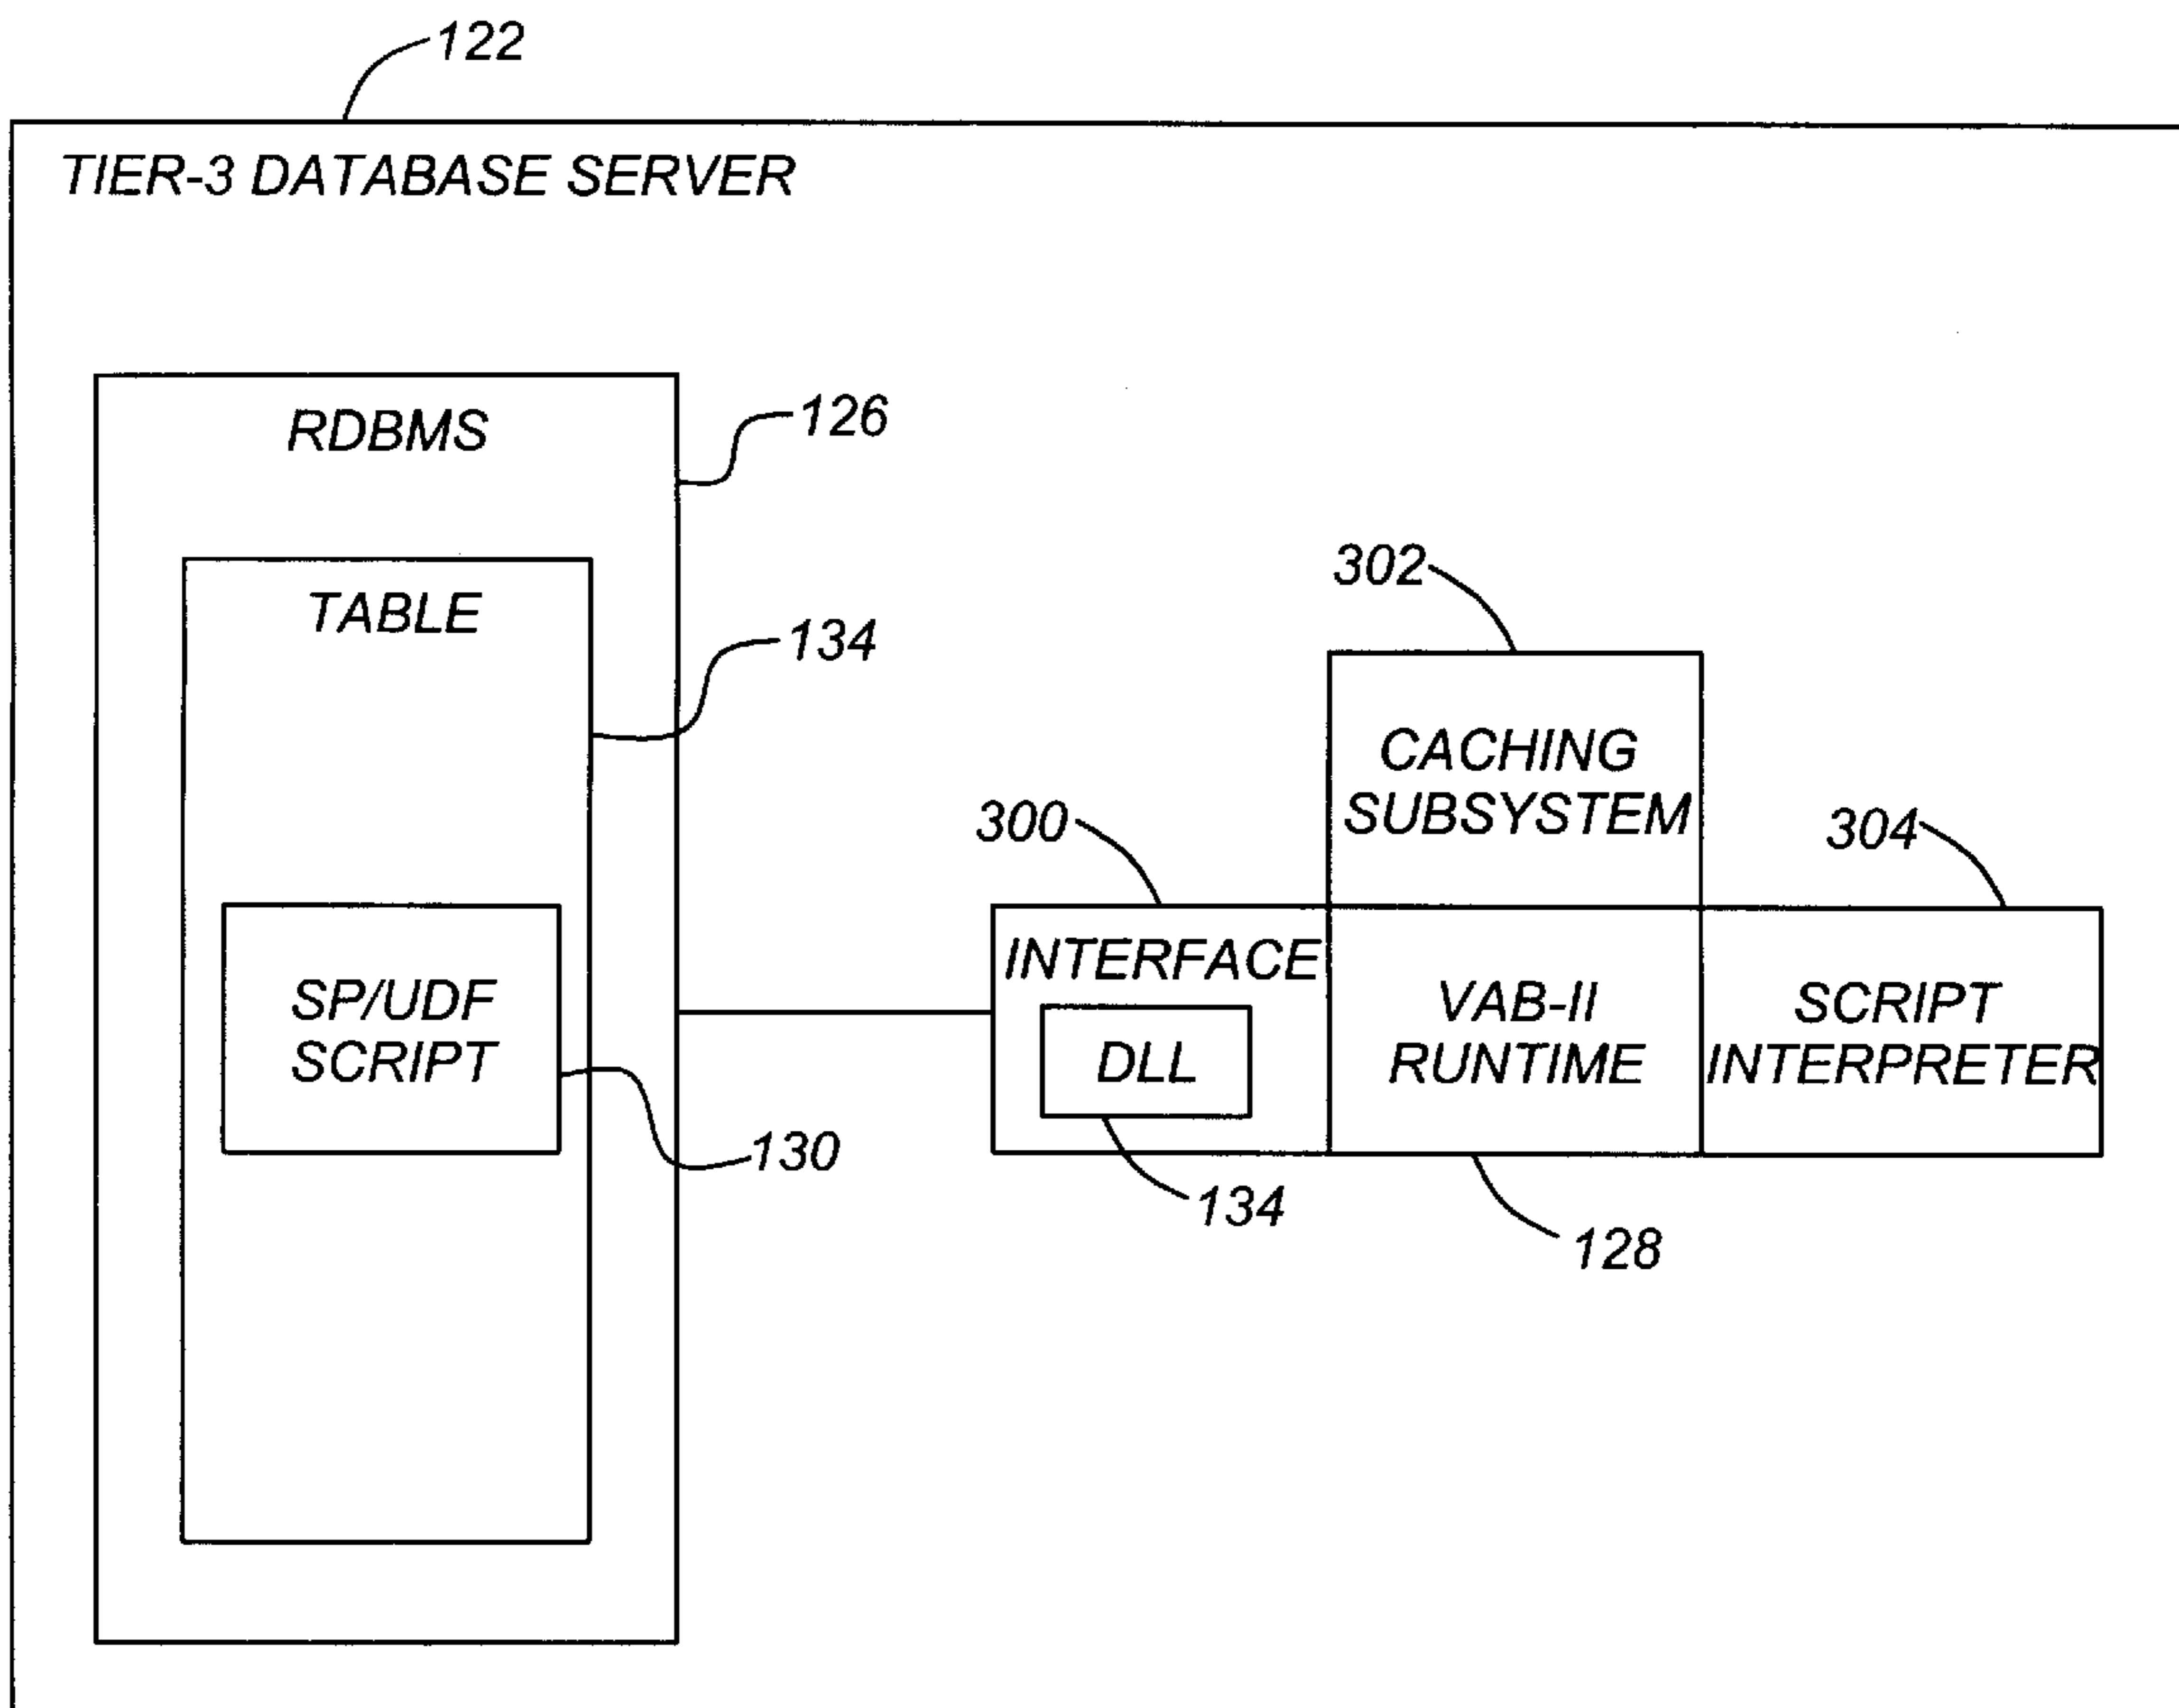 122
TIER-3 DATABASE SERVER
RDBMS
126
TABLE
134
302
CACHING
SUBSYSTEM
300
304
INTERFACE
SP/UDF
SCRIPT
DLL
VAB-II
RUNTIME
SCRIPT
INTERPRETER
130
134
128